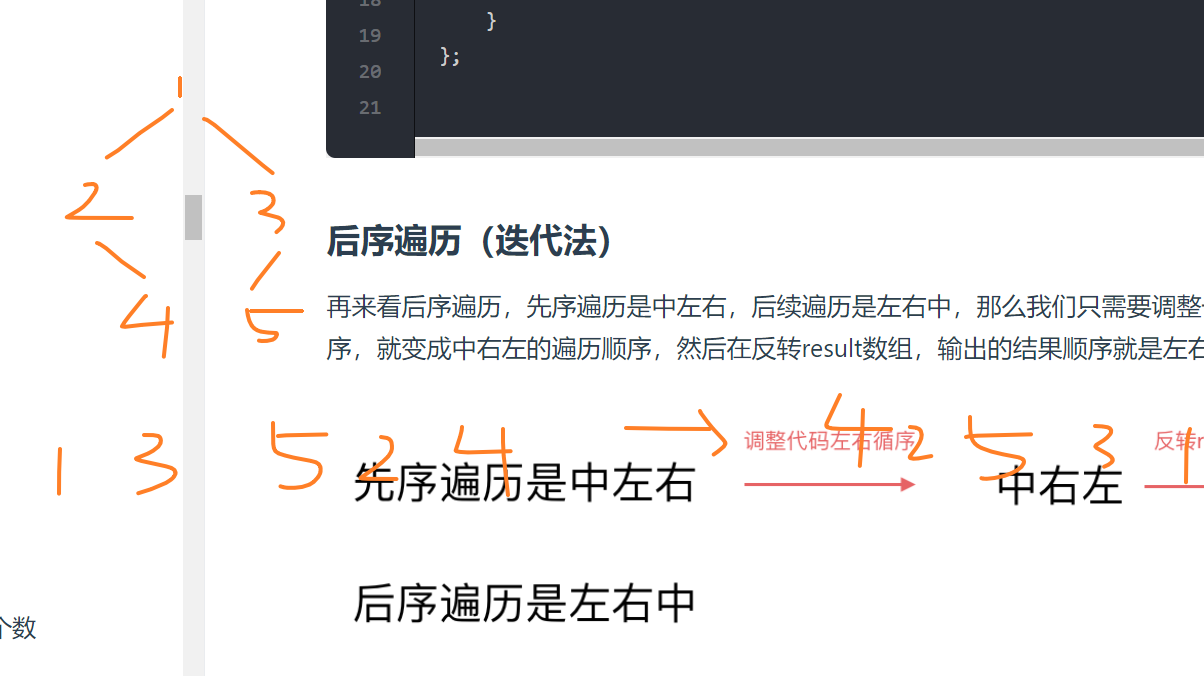 18
19 }
20 };
21
1
2 3
后序遍历（迭代法）
4 5
再来看后序遍历，先序遍历是中左右，后续遍历是左右中，那么我们只需要调整
序，就变成中右左的遍历顺序，然后在反转result数组，输出的结果顺序就是左右
1 3 5 2 4 → 4 2 5 3 1
调整代码左右循序
反转
先序遍历是中左右
中右左
后序遍历是左右中
个数